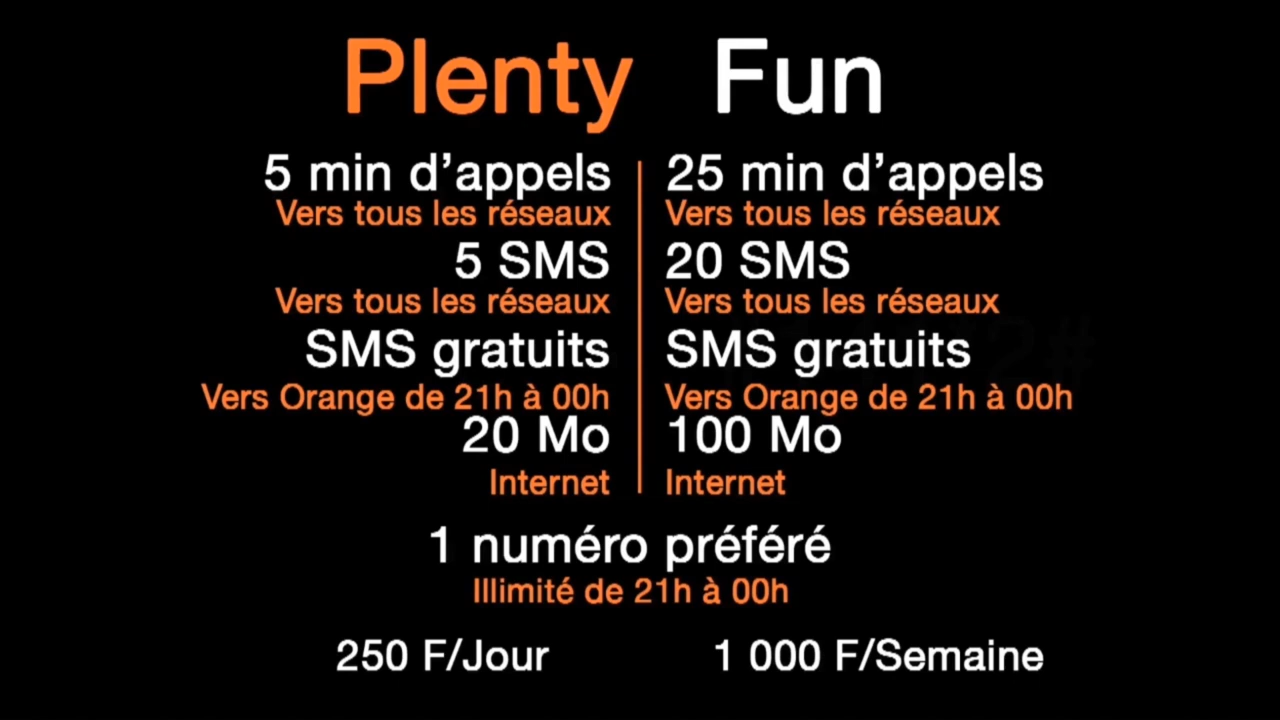 Plenty Fun
5 min d’appels
Vers tous les réseaux
5 SMS
Vers tous les réseaux
SMS gratuits
Vers Orange de 21h à 00h
20 Mo
Internet
25 min d’appels
Vers tous les réseaux
20 SMS
Vers tous les réseaux
SMS gratuits
Vers Orange de 21h à 00h
100 Mo
Internet
1 numéro préféré
Illimité de 21h à 00h
250 F/Jour
1 000 F/Semaine